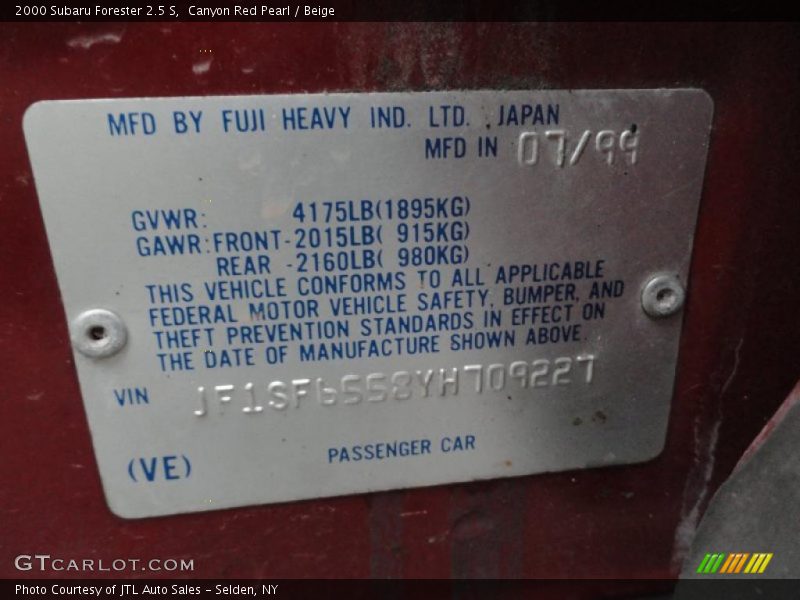 2000 Subaru Forester 2.5 S,  Canyon Red Pearl / Beige
MFD BY FUJI HEAVY IND. LTD. JAPAN
MFD IN 07/99
GVWR: 4175LB(1895KG)
GAWR:FRONT-2015LB( 915KG)
REAR -2160LB( 980KG)
THIS VEHICLE CONFORMS TO ALL APPLICABLE
FEDERAL MOTOR VEHICLE SAFETY, BUMPER, AND
THEFT PREVENTION STANDARDS IN EFFECT ON
THE DATE OF MANUFACTURE SHOWN ABOVE.
VIN JF1SF6558YH709227
(VE) PASSENGER CAR
GTCARLOT.COM
Photo Courtesy of JTL Auto Sales – Selden, NY